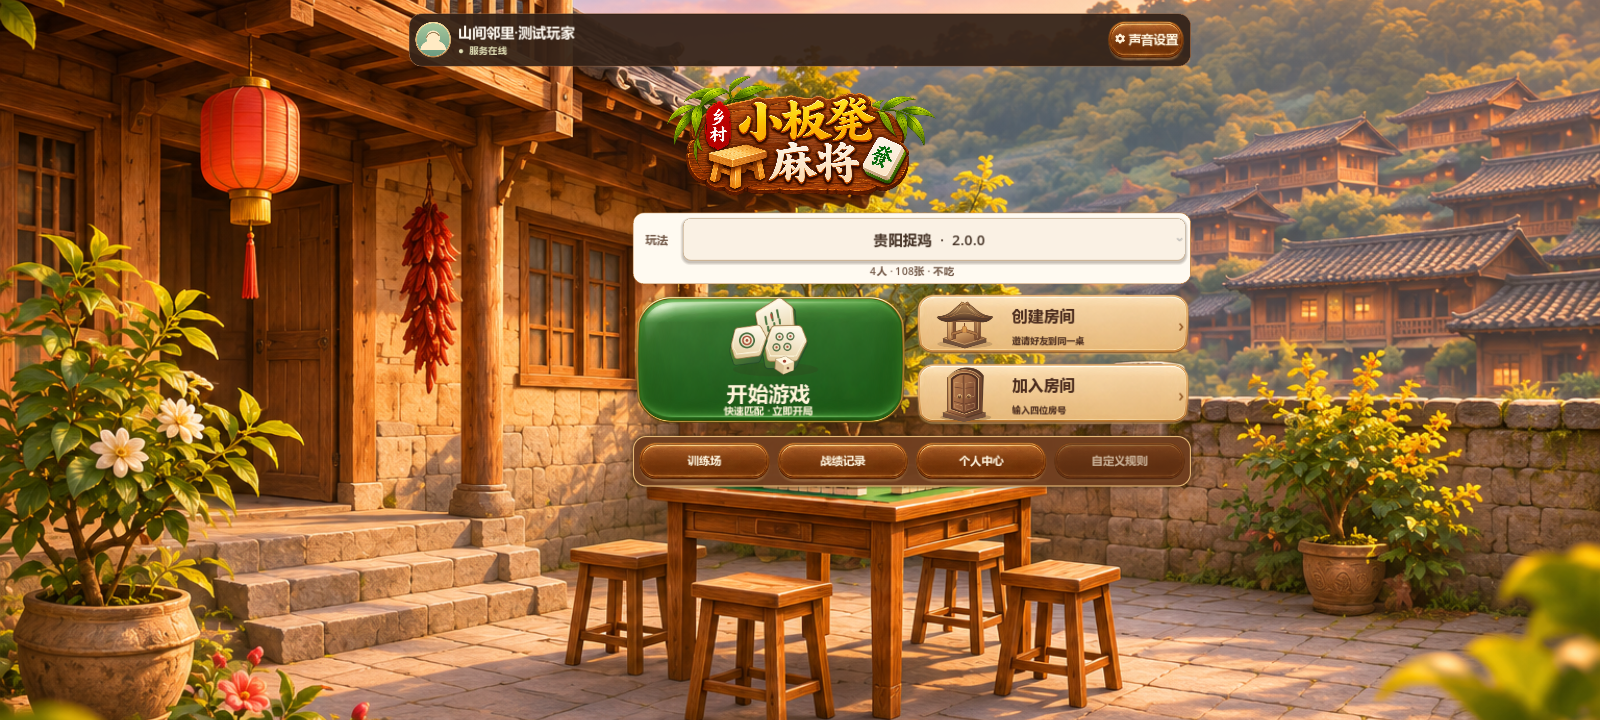 山间邻里·测试玩家
服务在线
声音设置
乡村
小板凳
麻将
發
玩法
贵阳捉鸡 · 2.0.0
4人 · 108张 · 不吃
开始游戏
快速匹配 · 立即开局
创建房间
邀请好友到同一桌
加入房间
输入四位房号
训练场
战绩记录
个人中心
自定义规则